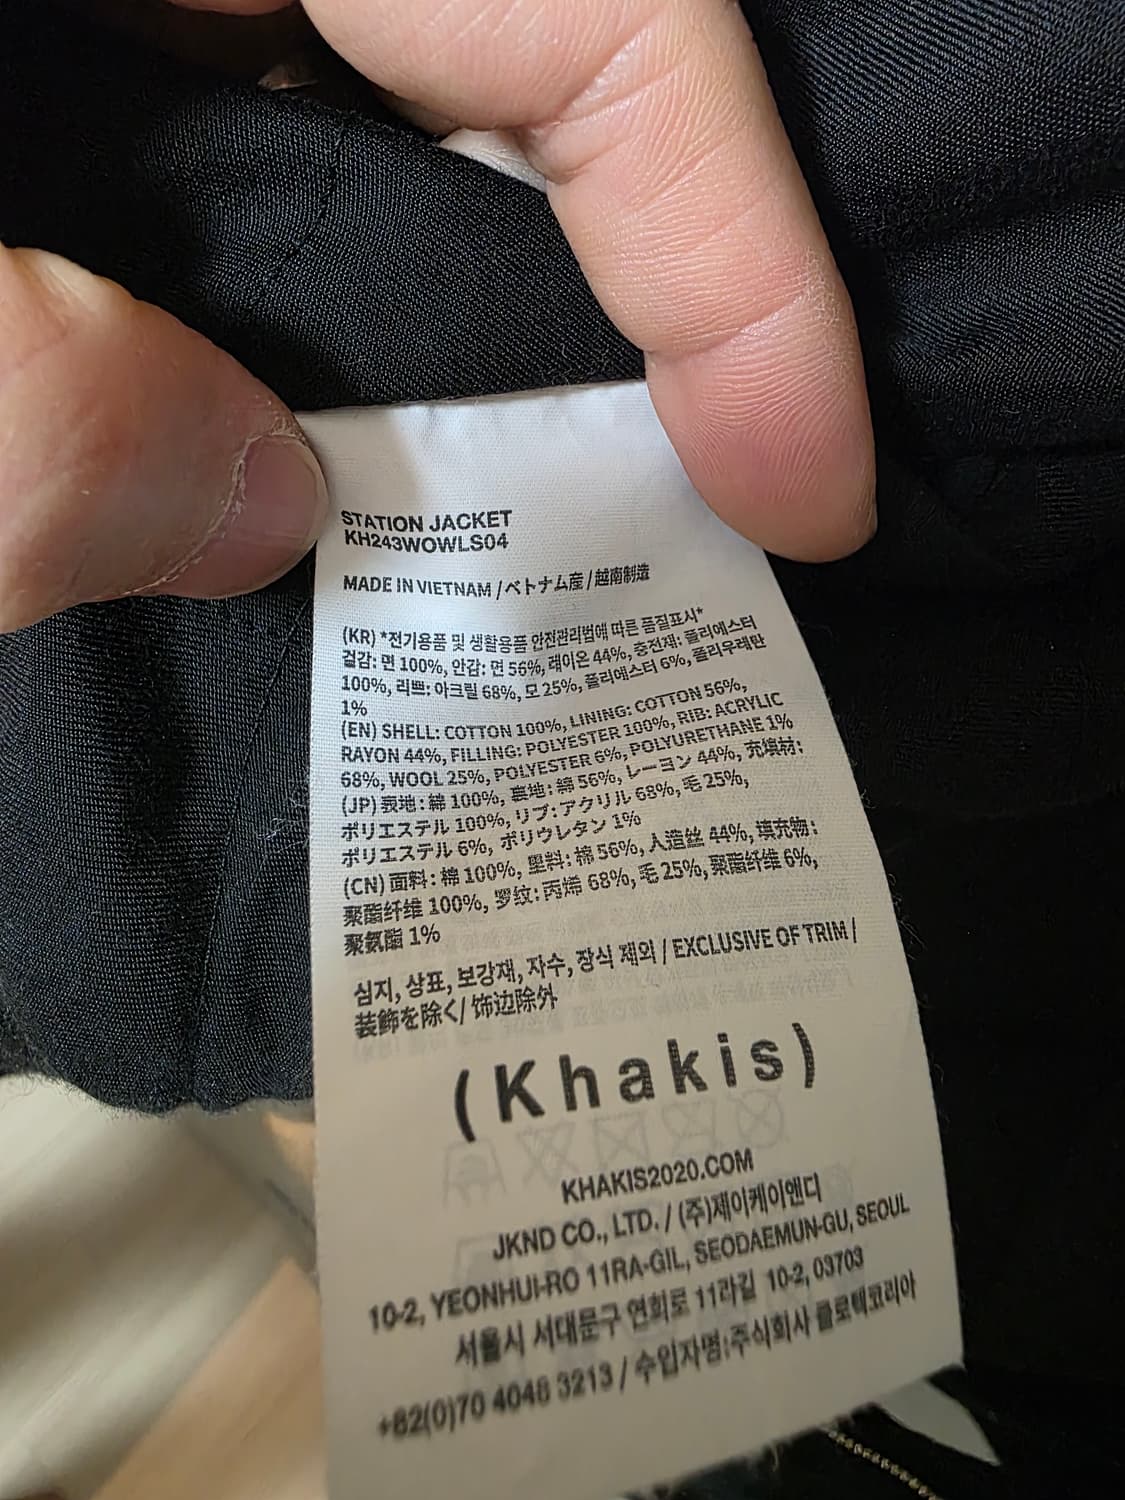 STATION JACKET
KH243WOWLS04
MADE IN VIETNAM / ベトナム産 / 越南制造
(KR) *전기용품 및 생활용품 안전관리법에 따른 품질표시*
겉감: 면 100%, 안감: 면 56%, 레이온 44%, 충전재: 폴리에스터
100%, 리쁘: 아크릴 68%, 모 25%, 폴리에스터 6%, 폴리우레탄
1%
(EN) SHELL: COTTON 100%, LINING: COTTON 56%,
RAYON 44%, FILLING: POLYESTER 100%, RIB: ACRYLIC
68%, WOOL 25%, POLYESTER 6%, POLYURETHANE 1%
(JP) 表地: 綿 100%, 裏地: 綿 56%, レーヨン 44%, 充填材:
ポリエステル 100%, リブ: アクリル 68%, 毛 25%,
ポリエステル 6%, ポリウレタン 1%
(CN) 面料: 棉 100%, 里料: 棉 56%, 人造丝 44%, 填充物:
聚酯纤维 100%, 罗纹: 丙烯 68%, 毛 25%, 聚酯纤维 6%,
聚氨酯 1%
심지, 상표, 보강재, 자수, 장식 제외 / EXCLUSIVE OF TRIM /
装飾を除く/ 饰边除外
(Khakis)
KHAKIS2020.COM
JKND CO., LTD. / (주)제이케이앤디
10-2, YEONHUI-RO 11RA-GIL, SEODAEMUN-GU, SEOUL
서울시 서대문구 연희로 11라길 10-2, 03703
+82(0)70 4048 3213 / 수입자명:주식회사 클로텍코리아